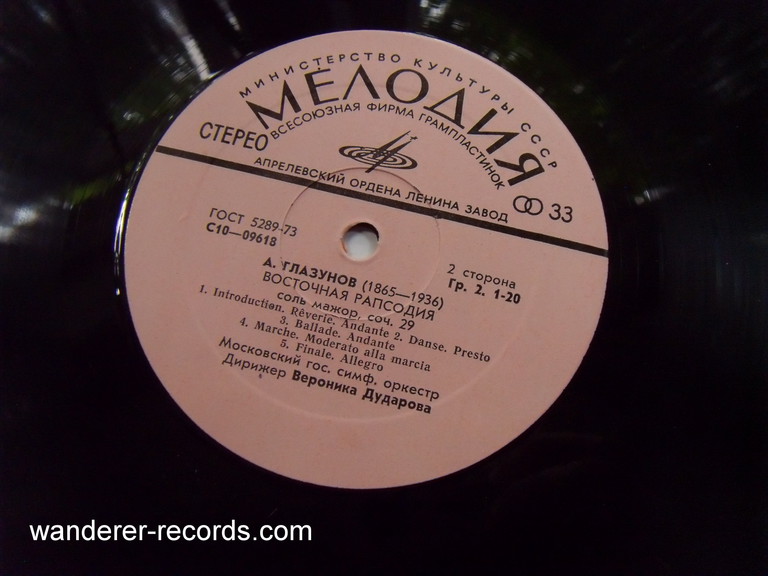 МИНИСТЕРСТВО КУЛЬТУРЫ СССР
МЕЛОДИЯ
ВСЕСОЮЗНАЯ ФИРМА ГРАМПЛАСТИНОК
СТЕРЕО
АПРЕЛЕВСКИЙ ОРДЕНА ЛЕНИНА ЗАВОД
33
ГОСТ 5289-73
С10—09618
2 сторона
Гр. 2. 1-20
А. ГЛАЗУНОВ (1865—1936)
ВОСТОЧНАЯ РАПСОДИЯ
соль мажор, соч. 29
1. Introduction. Rêverie. Andante 2. Danse. Presto
3. Ballade. Andante
4. Marche. Moderato alla marcia
5. Finale. Allegro
Московский гос. симф. оркестр
Дирижер Вероника Дударова
wanderer-records.com